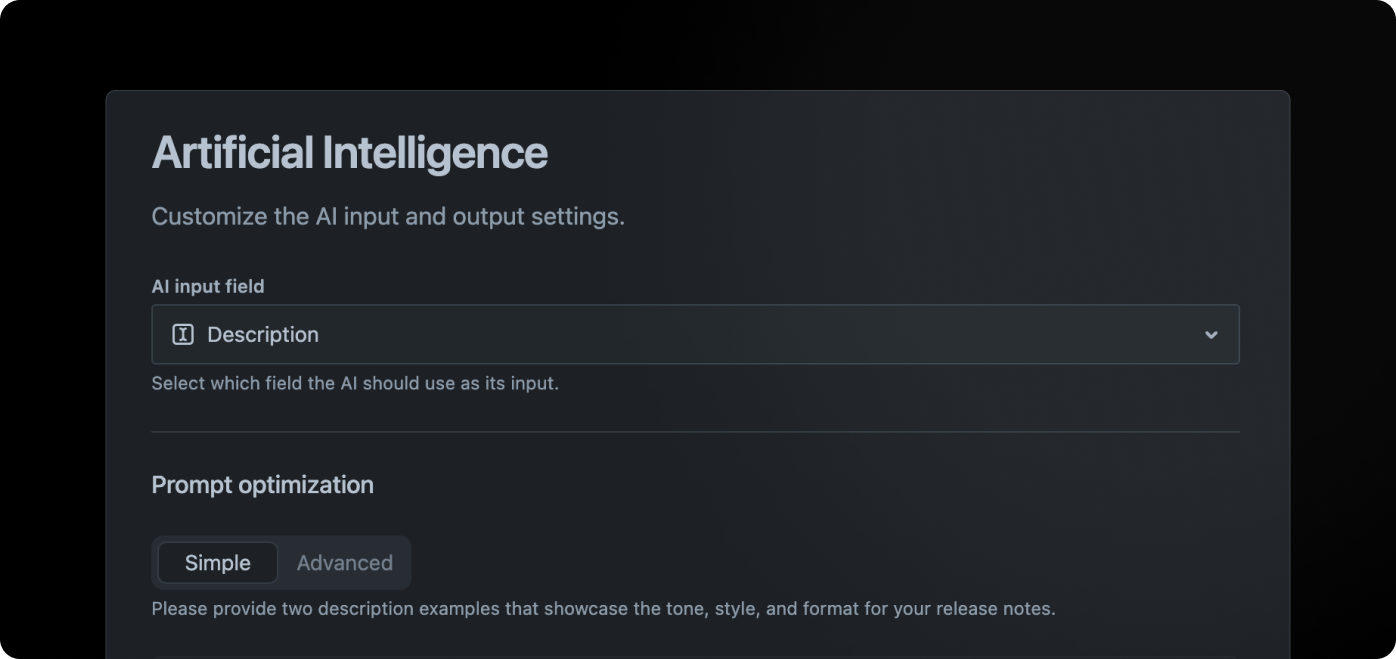 Artificial Intelligence
Customize the AI input and output settings.
AI input field
Description
Select which field the AI should use as its input.
Prompt optimization
Simple Advanced
Please provide two description examples that showcase the tone, style, and format for your release notes.